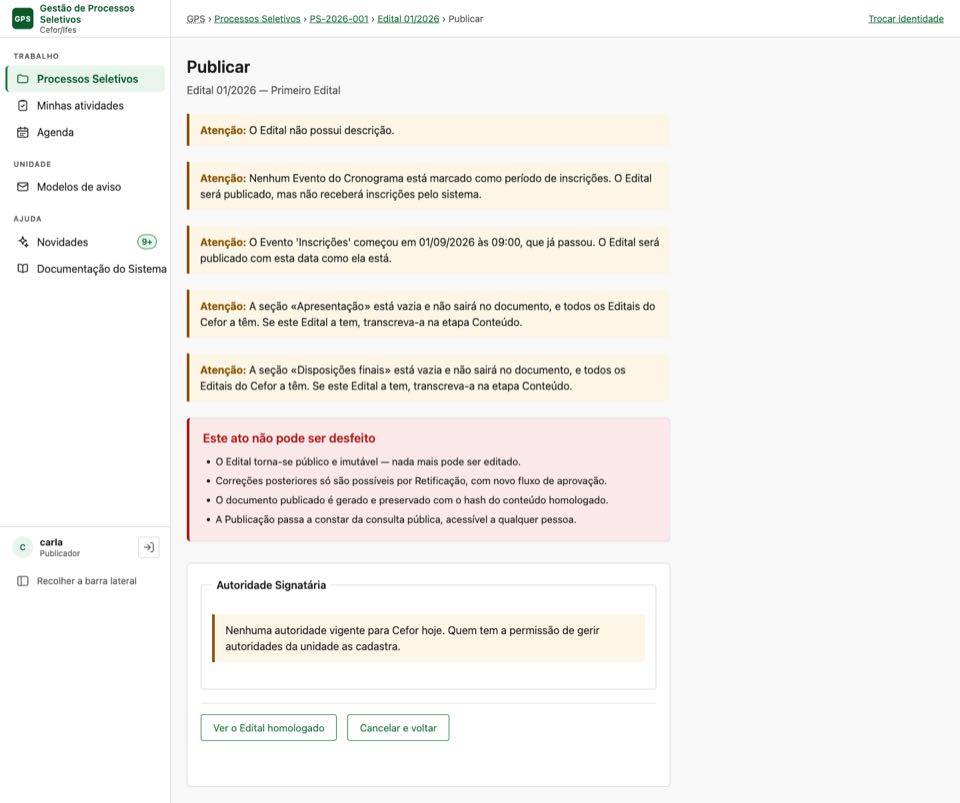 GPS
Gestão de Processos
Seletivos
Cefor/Ifes
GPS › Processos Seletivos › PS-2026-001 › Edital 01/2026 › Publicar
Trocar identidade
TRABALHO
Processos Seletivos
Minhas atividades
Agenda
UNIDADE
Modelos de aviso
AJUDA
Novidades 9+
Documentação do Sistema
C
carla
Publicador
Recolher a barra lateral
Publicar
Edital 01/2026 — Primeiro Edital
Atenção: O Edital não possui descrição.
Atenção: Nenhum Evento do Cronograma está marcado como período de inscrições. O Edital
será publicado, mas não receberá inscrições pelo sistema.
Atenção: O Evento 'Inscrições' começou em 01/09/2026 às 09:00, que já passou. O Edital será
publicado com esta data como ela está.
Atenção: A seção «Apresentação» está vazia e não sairá no documento, e todos os Editais do
Cefor a têm. Se este Edital a tem, transcreva-a na etapa Conteúdo.
Atenção: A seção «Disposições finais» está vazia e não sairá no documento, e todos os
Editais do Cefor a têm. Se este Edital a tem, transcreva-a na etapa Conteúdo.
Este ato não pode ser desfeito
• O Edital torna-se público e imutável — nada mais pode ser editado.
• Correções posteriores só são possíveis por Retificação, com novo fluxo de aprovação.
• O documento publicado é gerado e preservado com o hash do conteúdo homologado.
• A Publicação passa a constar da consulta pública, acessível a qualquer pessoa.
Autoridade Signatária
Nenhuma autoridade vigente para Cefor hoje. Quem tem a permissão de gerir
autoridades da unidade as cadastra.
Ver o Edital homologado
Cancelar e voltar